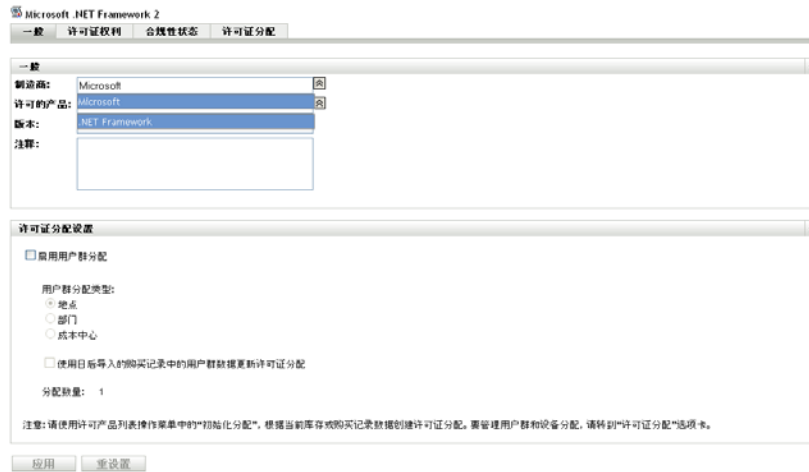 Microsoft .NET Framework 2
一般 许可证权利 合规性状态 许可证分配
一般
制造商: Microsoft
许可的产品: Microsoft
版本: .NET Framework
注释:
许可证分配设置
启用用户群分配
用户群分配类型:
地点
部门
成本中心
使用日后导入的购买记录中的用户群数据更新许可证分配
分配数量: 1
注意: 请使用许可产品列表操作菜单中的“初始化分配”, 根据当前库存或购买记录数据创建许可证分配。要管理用户群和设备分配, 请转到“许可证分配”选项卡。
应用 重设置